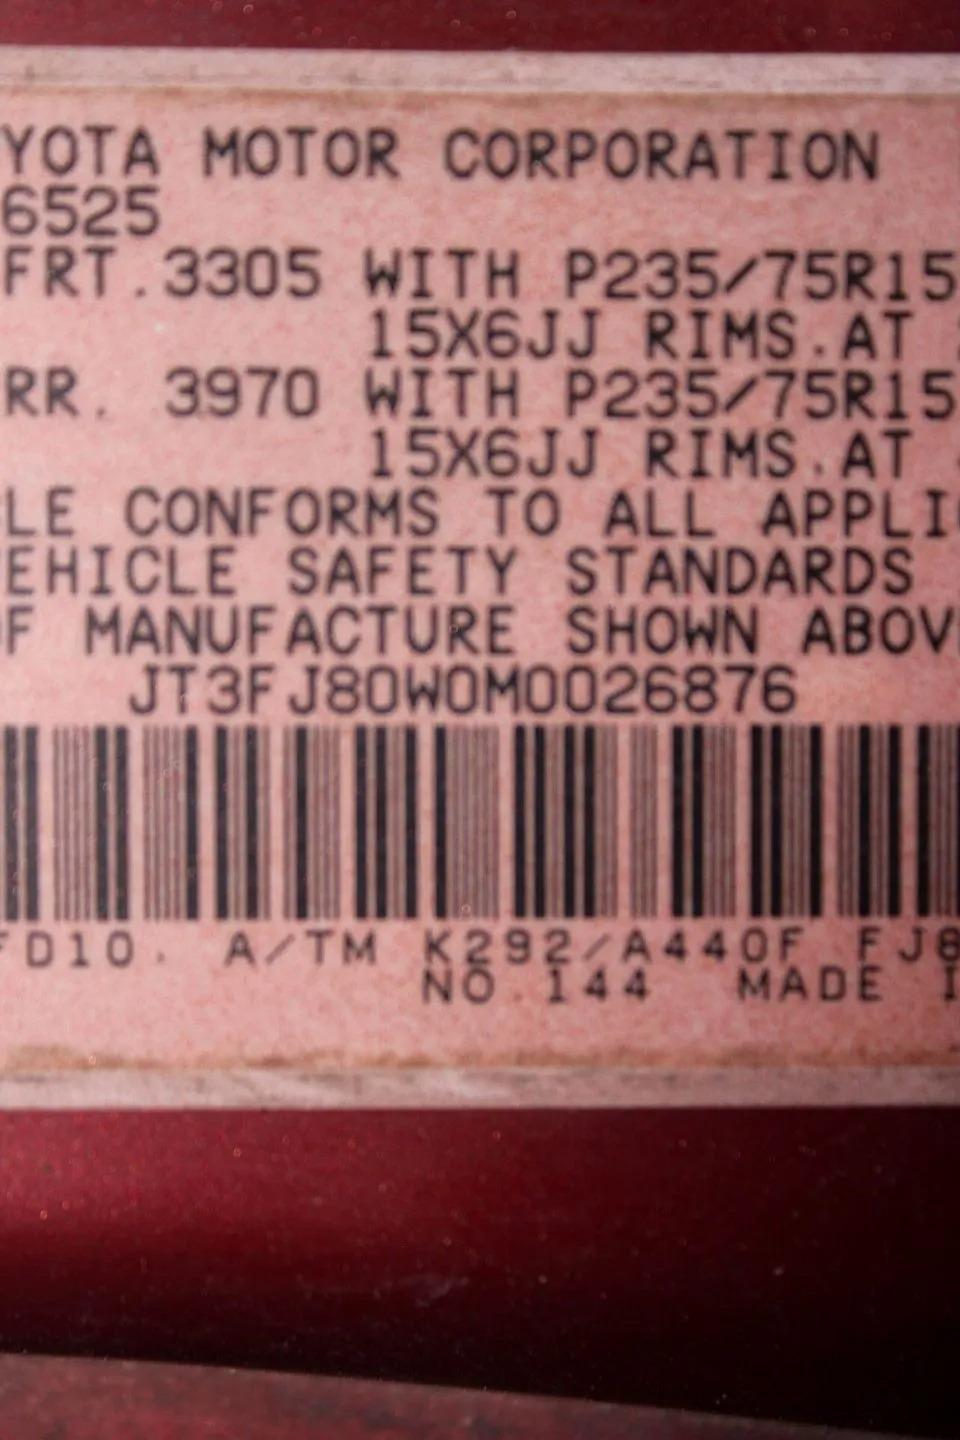 YOTA MOTOR CORPORATION
6525
FRT.3305 WITH P235/75R15
15X6JJ RIMS.AT
RR. 3970 WITH P235/75R15
15X6JJ RIMS.AT
LE CONFORMS TO ALL APPLI
EHICLE SAFETY STANDARDS
OF MANUFACTURE SHOWN ABOV
JT3FJ80W0M0026876
FD10. A/TM K292/A440F FJ8
NO 144 MADE I